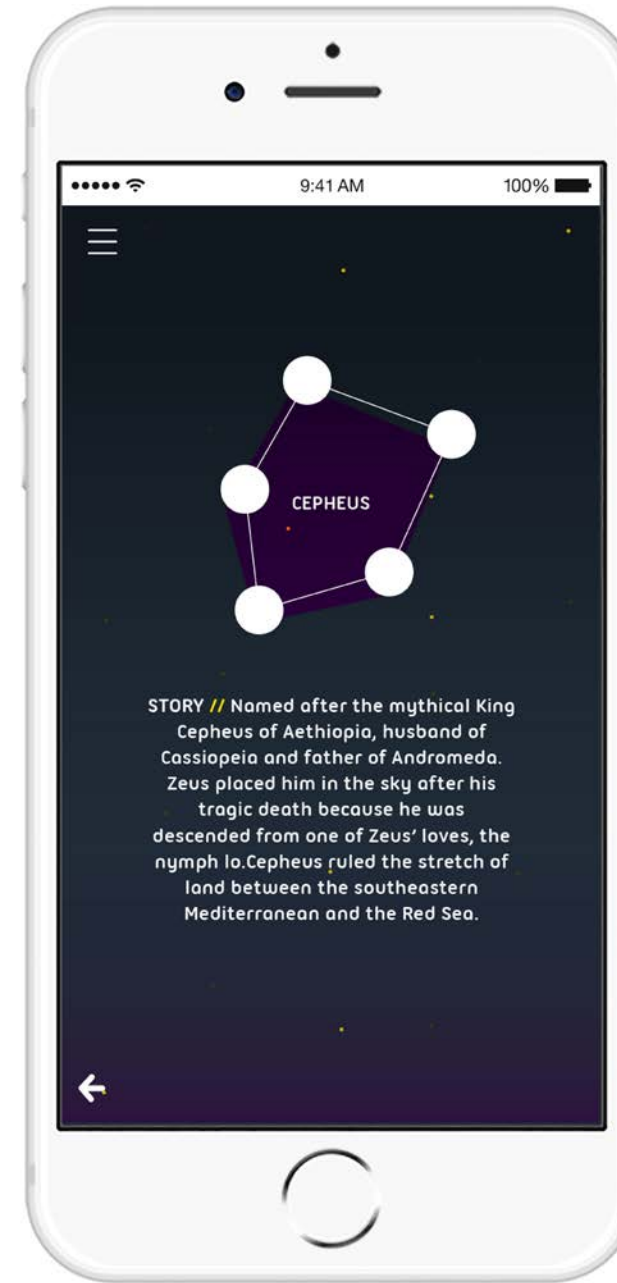 9:41 AM 100%
CEPHEUS
STORY // Named after the mythical King
Cepheus of Aethiopia, husband of
Cassiopeia and father of Andromeda.
Zeus placed him in the sky after his
tragic death because he was
descended from one of Zeus’ loves, the
nymph Io.Cepheus ruled the stretch of
land between the southeastern
Mediterranean and the Red Sea.